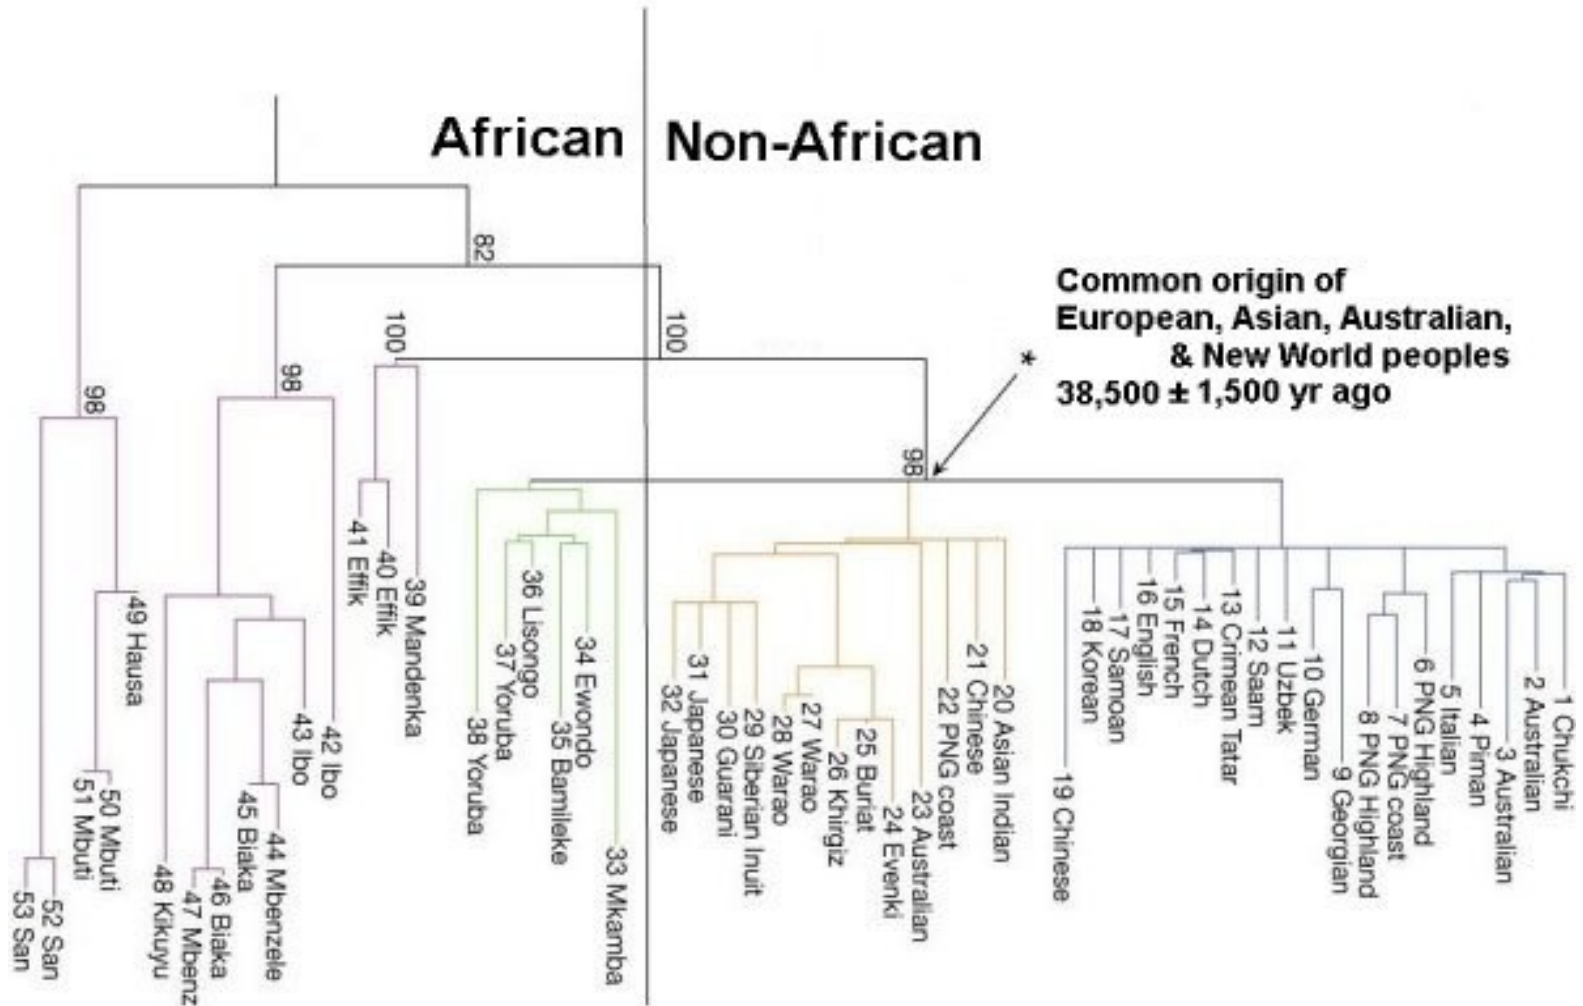 African
Non-African
Common origin of
European, Asian, Australian,
& New World peoples
38,500 ± 1,500 yr ago
*
82
100
100
98
98
98
53 San
52 San
51 Mbuti
50 Mbuti
49 Hausa
48 Kikuyu
47 Mbenz
46 Biaka
45 Biaka
44 Mbenzele
43 Ibo
42 Ibo
41 Effik
40 Effik
39 Mandenka
38 Yoruba
37 Yoruba
36 Lisongo
35 Bamileke
34 Ewondo
33 Mkamba
32 Japanese
31 Japanese
30 Guarani
29 Siberian Inuit
28 Warao
27 Warao
26 Khirgiz
25 Buriat
24 Evenki
23 Australian
22 PNG coast
21 Chinese
20 Asian Indian
19 Chinese
18 Korean
17 Samoan
16 English
15 French
14 Dutch
13 Crimean Tatar
12 Saam
11 Uzbek
10 German
9 Georgian
8 PNG Highland
7 PNG coast
6 PNG Highland
5 Italian
4 Piman
3 Australian
2 Australian
1 Chukchi